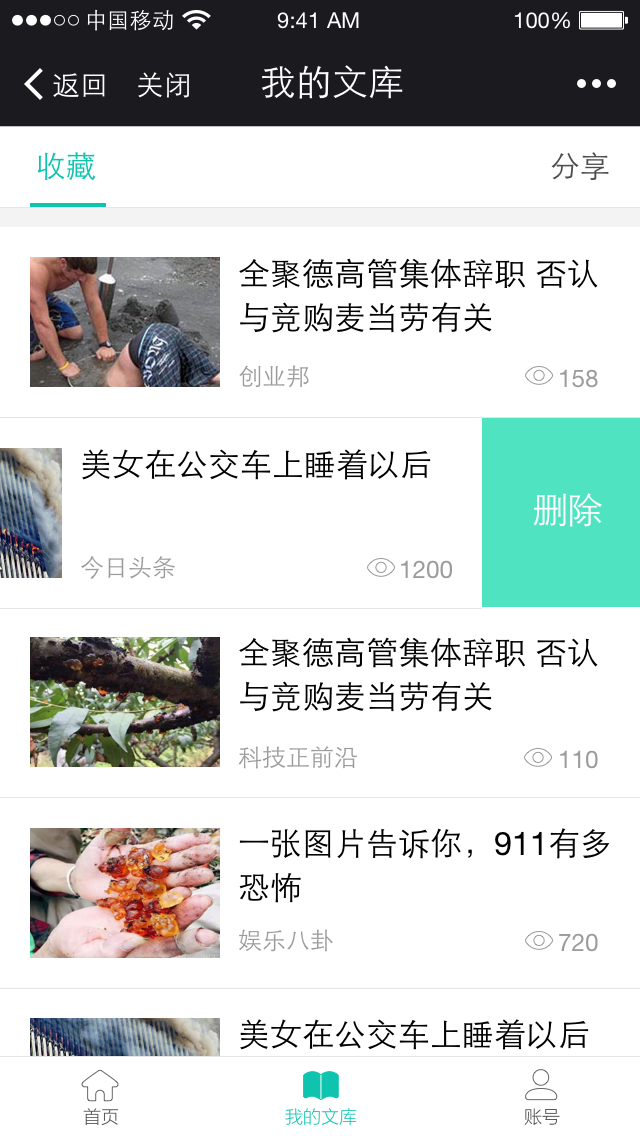 中国移动 9:41 AM 100%
返回 关闭 我的文库
收藏 分享
全聚德高管集体辞职 否认
与竞购麦当劳有关
创业邦 158
美女在公交车上睡着以后
删除
今日头条 1200
全聚德高管集体辞职 否认
与竞购麦当劳有关
科技正前沿 110
一张图片告诉你，911有多
恐怖
娱乐八卦 720
美女在公交车上睡着以后
首页 我的文库 账号